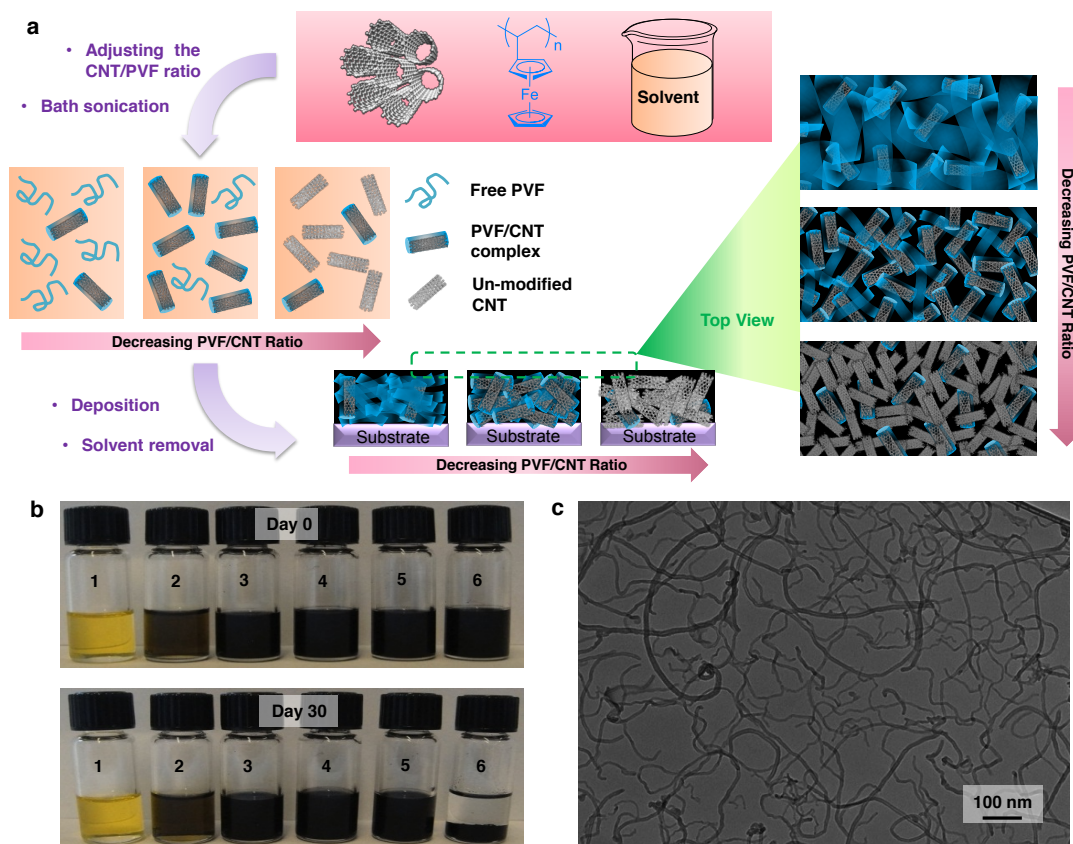 a
• Adjusting the
CNT/PVF ratio
• Bath sonication
n
Fe
Solvent
Free PVF
PVF/CNT
complex
Un-modified
CNT
Decreasing PVF/CNT Ratio
Top View
Decreasing PVF/CNT Ratio
• Deposition
• Solvent removal
Substrate
Substrate
Substrate
Decreasing PVF/CNT Ratio
b
Day 0
1 2 3 4 5 6
Day 30
1 2 3 4 5 6
c
100 nm